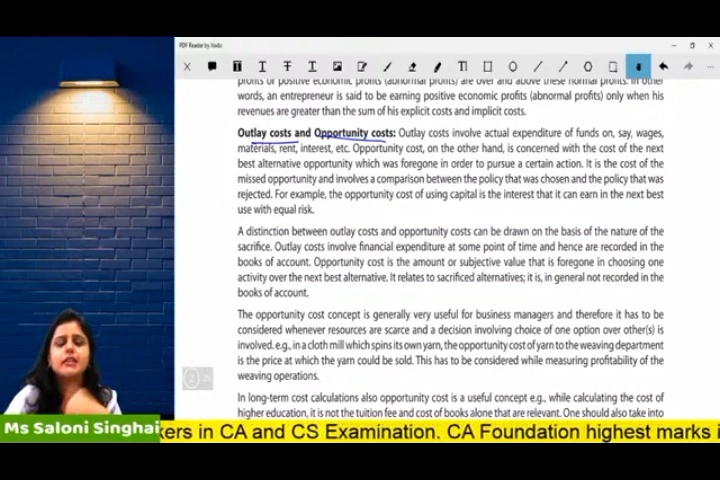 PDF Reader by Xodo
profits or positive economic profits (abnormal profits) are over and above these normal profits. In other
words, an entrepreneur is said to be earning positive economic profits (abnormal profits) only when his
revenues are greater than the sum of his explicit costs and implicit costs.
Outlay costs and Opportunity costs: Outlay costs involve actual expenditure of funds on, say, wages,
materials, rent, interest, etc. Opportunity cost, on the other hand, is concerned with the cost of the next
best alternative opportunity which was foregone in order to pursue a certain action. It is the cost of the
missed opportunity and involves a comparison between the policy that was chosen and the policy that was
rejected. For example, the opportunity cost of using capital is the interest that it can earn in the next best
use with equal risk.
A distinction between outlay costs and opportunity costs can be drawn on the basis of the nature of the
sacrifice. Outlay costs involve financial expenditure at some point of time and hence are recorded in the
books of account. Opportunity cost is the amount or subjective value that is foregone in choosing one
activity over the next best alternative. It relates to sacrificed alternatives; it is, in general not recorded in the
books of account.
The opportunity cost concept is generally very useful for business managers and therefore it has to be
considered whenever resources are scarce and a decision involving choice of one option over other(s) is
involved. e.g., in a cloth mill which spins its own yarn, the opportunity cost of yarn to the weaving department
is the price at which the yarn could be sold. This has to be considered while measuring profitability of the
weaving operations.
In long-term cost calculations also opportunity cost is a useful concept e.g., while calculating the cost of
higher education, it is not the tuition fee and cost of books alone that are relevant. One should also take into
Ms Saloni Singhai
kers in CA and CS Examination. CA Foundation highest marks i